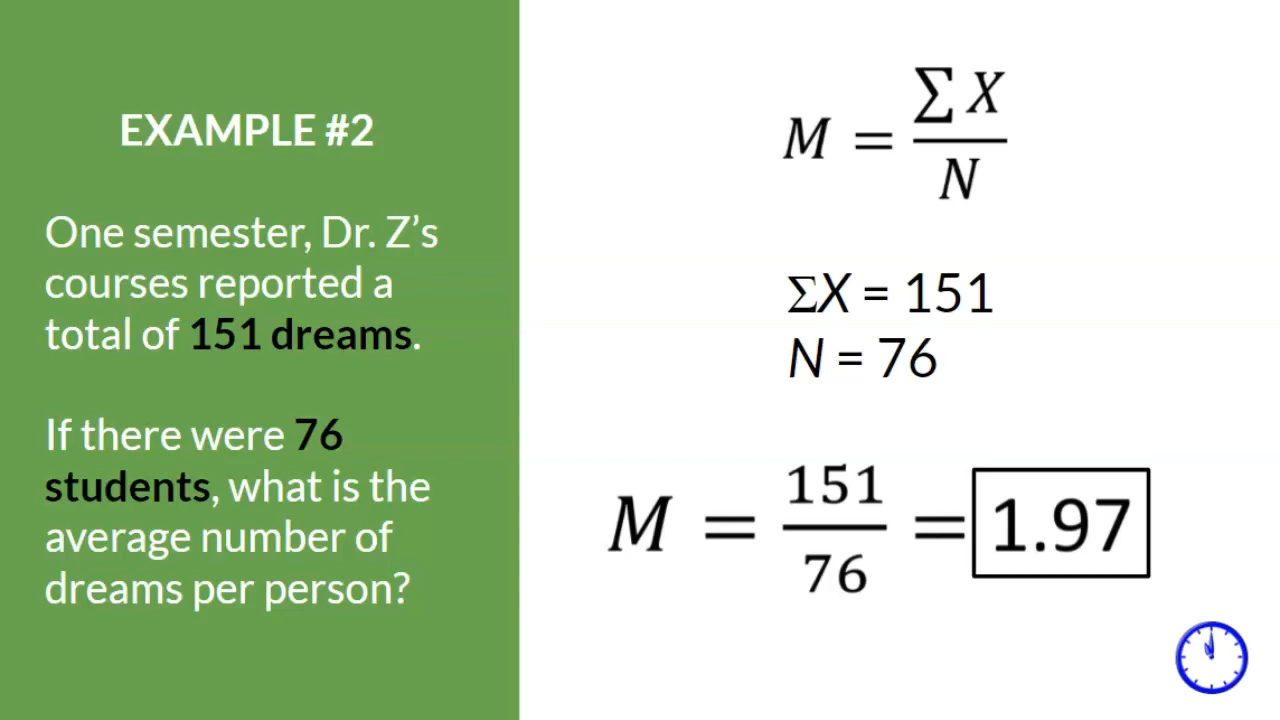 EXAMPLE #2
One semester, Dr. Z’s
courses reported a
total of 151 dreams.
If there were 76
students, what is the
average number of
dreams per person?
M = ∑ X / N
ΣX = 151
N = 76
M = 151 / 76 = 1.97